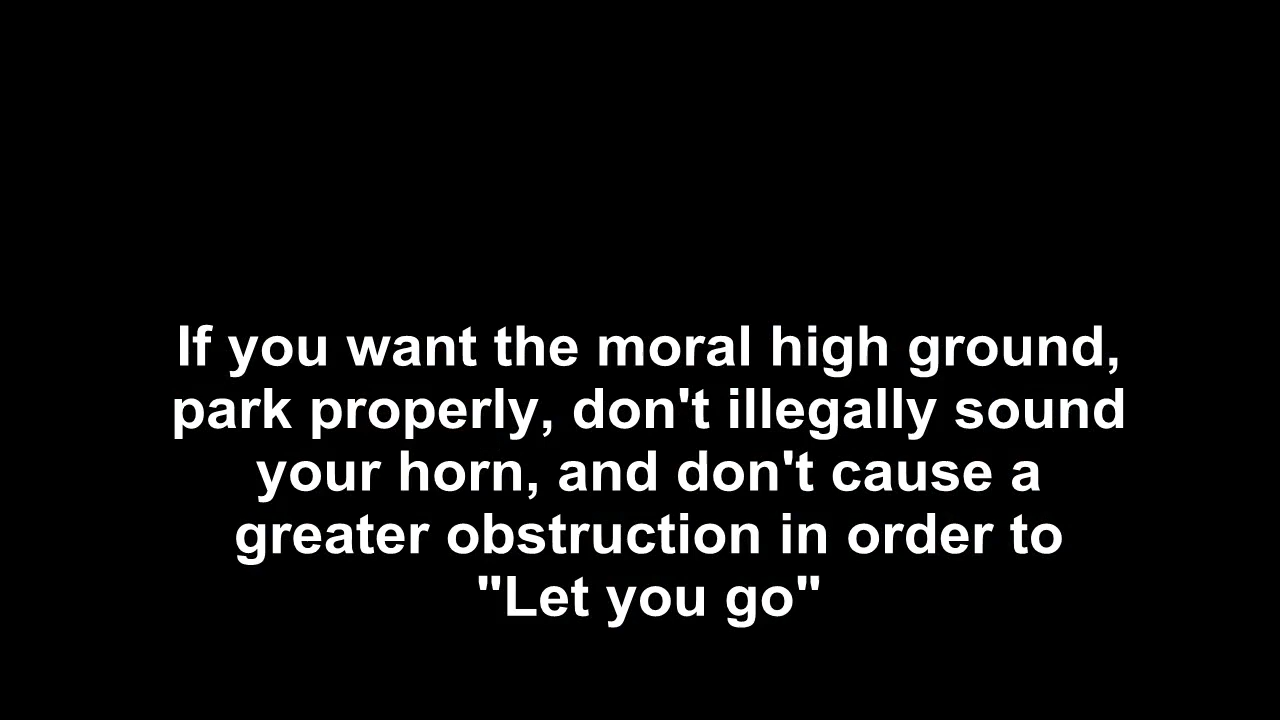 If you want the moral high ground,
park properly, don't illegally sound
your horn, and don't cause a
greater obstruction in order to
"Let you go"